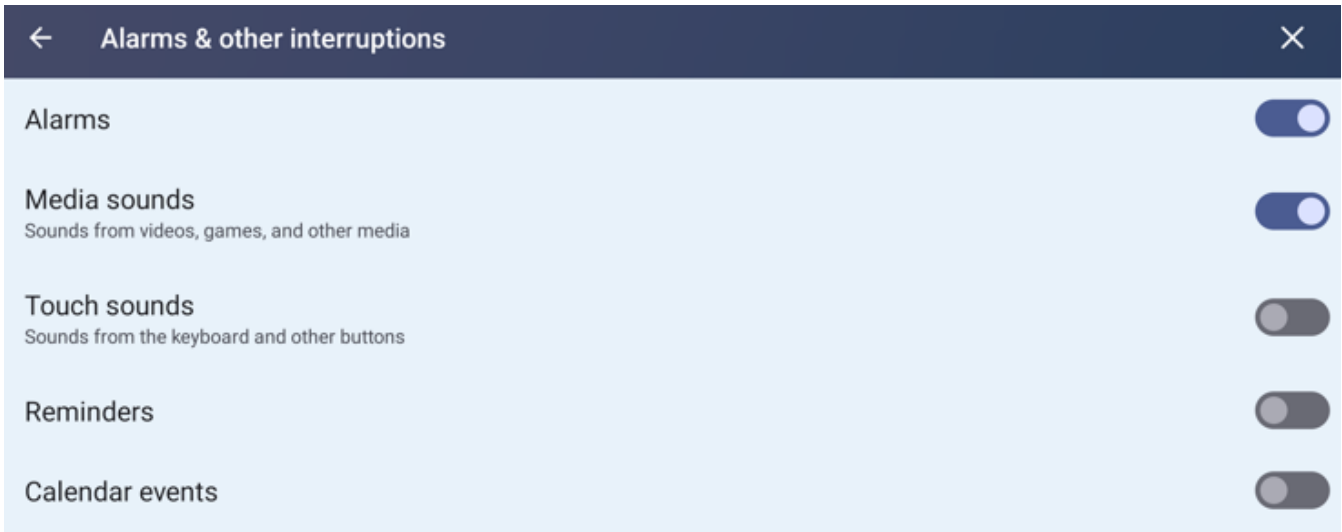 Alarms & other interruptions
Alarms
Media sounds
Sounds from videos, games, and other media
Touch sounds
Sounds from the keyboard and other buttons
Reminders
Calendar events